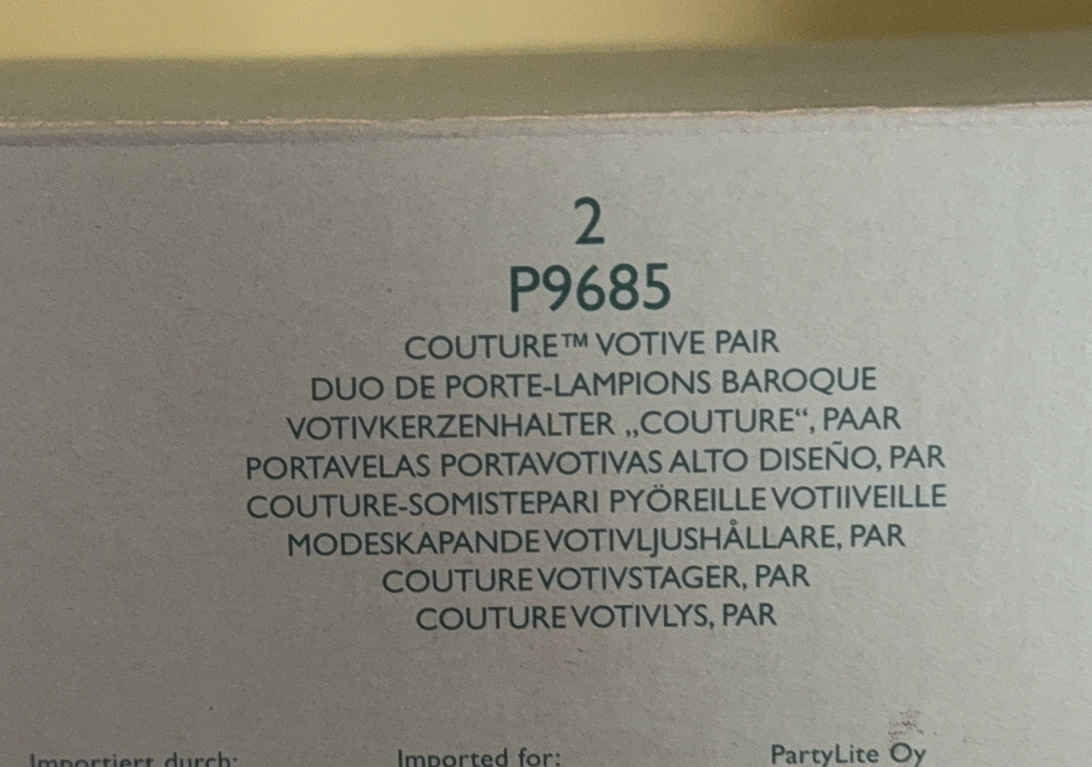 2
P9685
COUTURE™ VOTIVE PAIR
DUO DE PORTE-LAMPIONS BAROQUE
VOTIVKERZENHALTER „COUTURE“, PAAR
PORTAVELAS PORTAVOTIVAS ALTO DISEÑO, PAR
COUTURE-SOMISTEPARI PYÖREILLE VOTIIVEILLE
MODESKAPANDE VOTIVLJUSHÅLLARE, PAR
COUTURE VOTIVSTAGER, PAR
COUTURE VOTIVLYS, PAR
Importiert durch: Imported for: PartyLite Oy